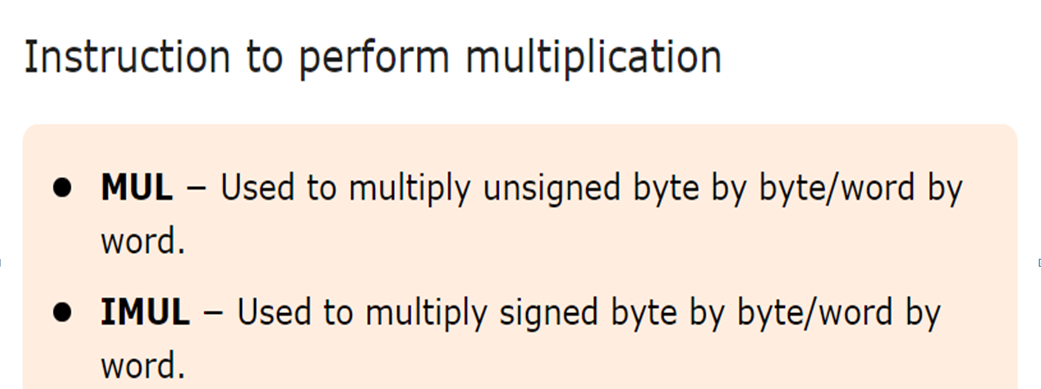 Instruction to perform multiplication
● MUL – Used to multiply unsigned byte by byte/word by
word.
● IMUL – Used to multiply signed byte by byte/word by
word.